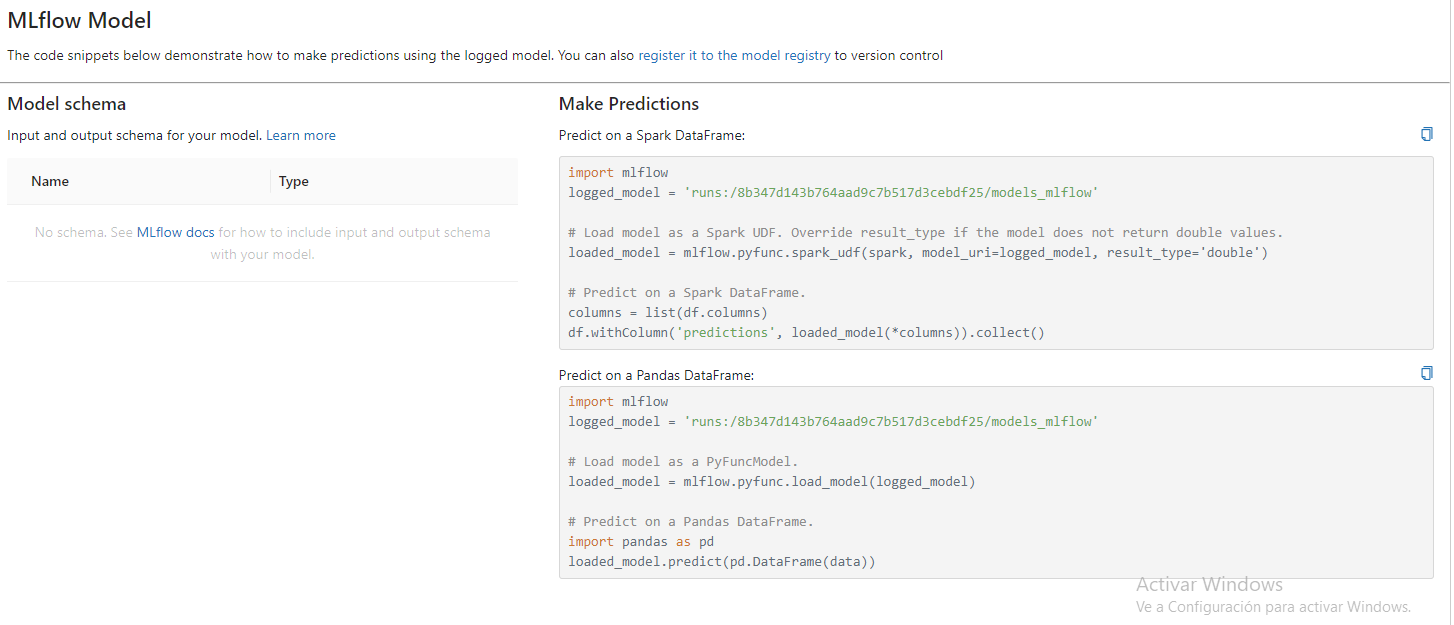 MLflow Model
The code snippets below demonstrate how to make predictions using the logged model. You can also register it to the model registry to version control
Model schema
Input and output schema for your model. Learn more
Name Type
No schema. See MLflow docs for how to include input and output schema
with your model.
Make Predictions
Predict on a Spark DataFrame:
import mlflow
logged_model = 'runs:/8b347d143b764aad9c7b517d3cebdf25/models_mlflow'
# Load model as a Spark UDF. Override result_type if the model does not return double values.
loaded_model = mlflow.pyfunc.spark_udf(spark, model_uri=logged_model, result_type='double')
# Predict on a Spark DataFrame.
columns = list(df.columns)
df.withColumn('predictions', loaded_model(*columns)).collect()
Predict on a Pandas DataFrame:
import mlflow
logged_model = 'runs:/8b347d143b764aad9c7b517d3cebdf25/models_mlflow'
# Load model as a PyFuncModel.
loaded_model = mlflow.pyfunc.load_model(logged_model)
# Predict on a Pandas DataFrame.
import pandas as pd
loaded_model.predict(pd.DataFrame(data))
Activar Windows
Ve a Configuración para activar Windows.